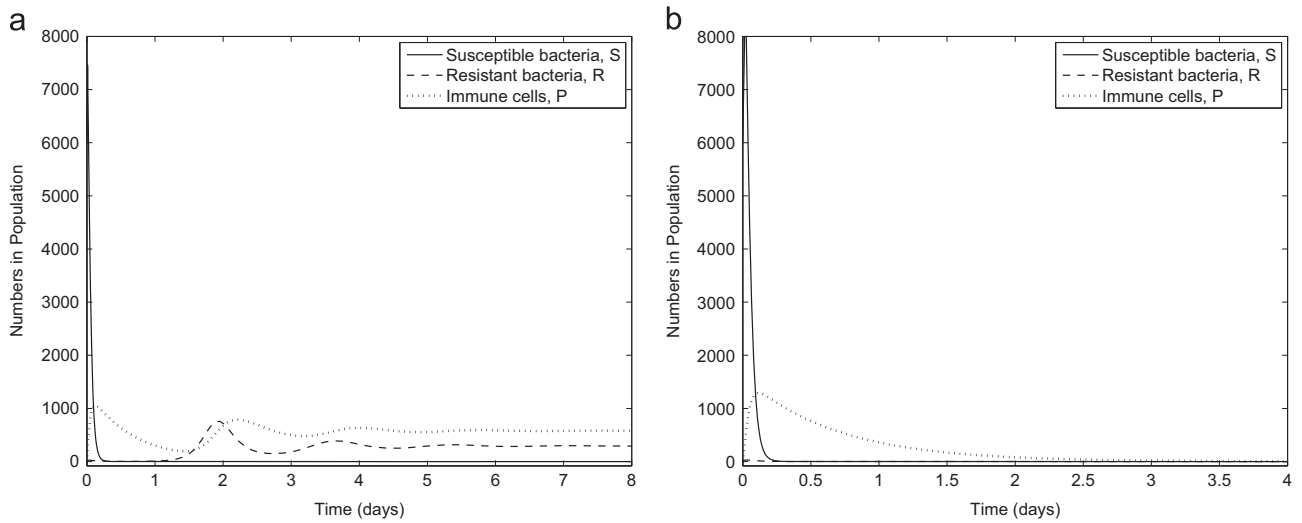 a
8000
7000
6000
5000
4000
3000
2000
1000
0
Numbers in Population
0 1 2 3 4 5 6 7 8
Time (days)
Susceptible bacteria, S
Resistant bacteria, R
Immune cells, P
b
8000
7000
6000
5000
4000
3000
2000
1000
0
Numbers in Population
0 0.5 1 1.5 2 2.5 3 3.5 4
Time (days)
Susceptible bacteria, S
Resistant bacteria, R
Immune cells, P